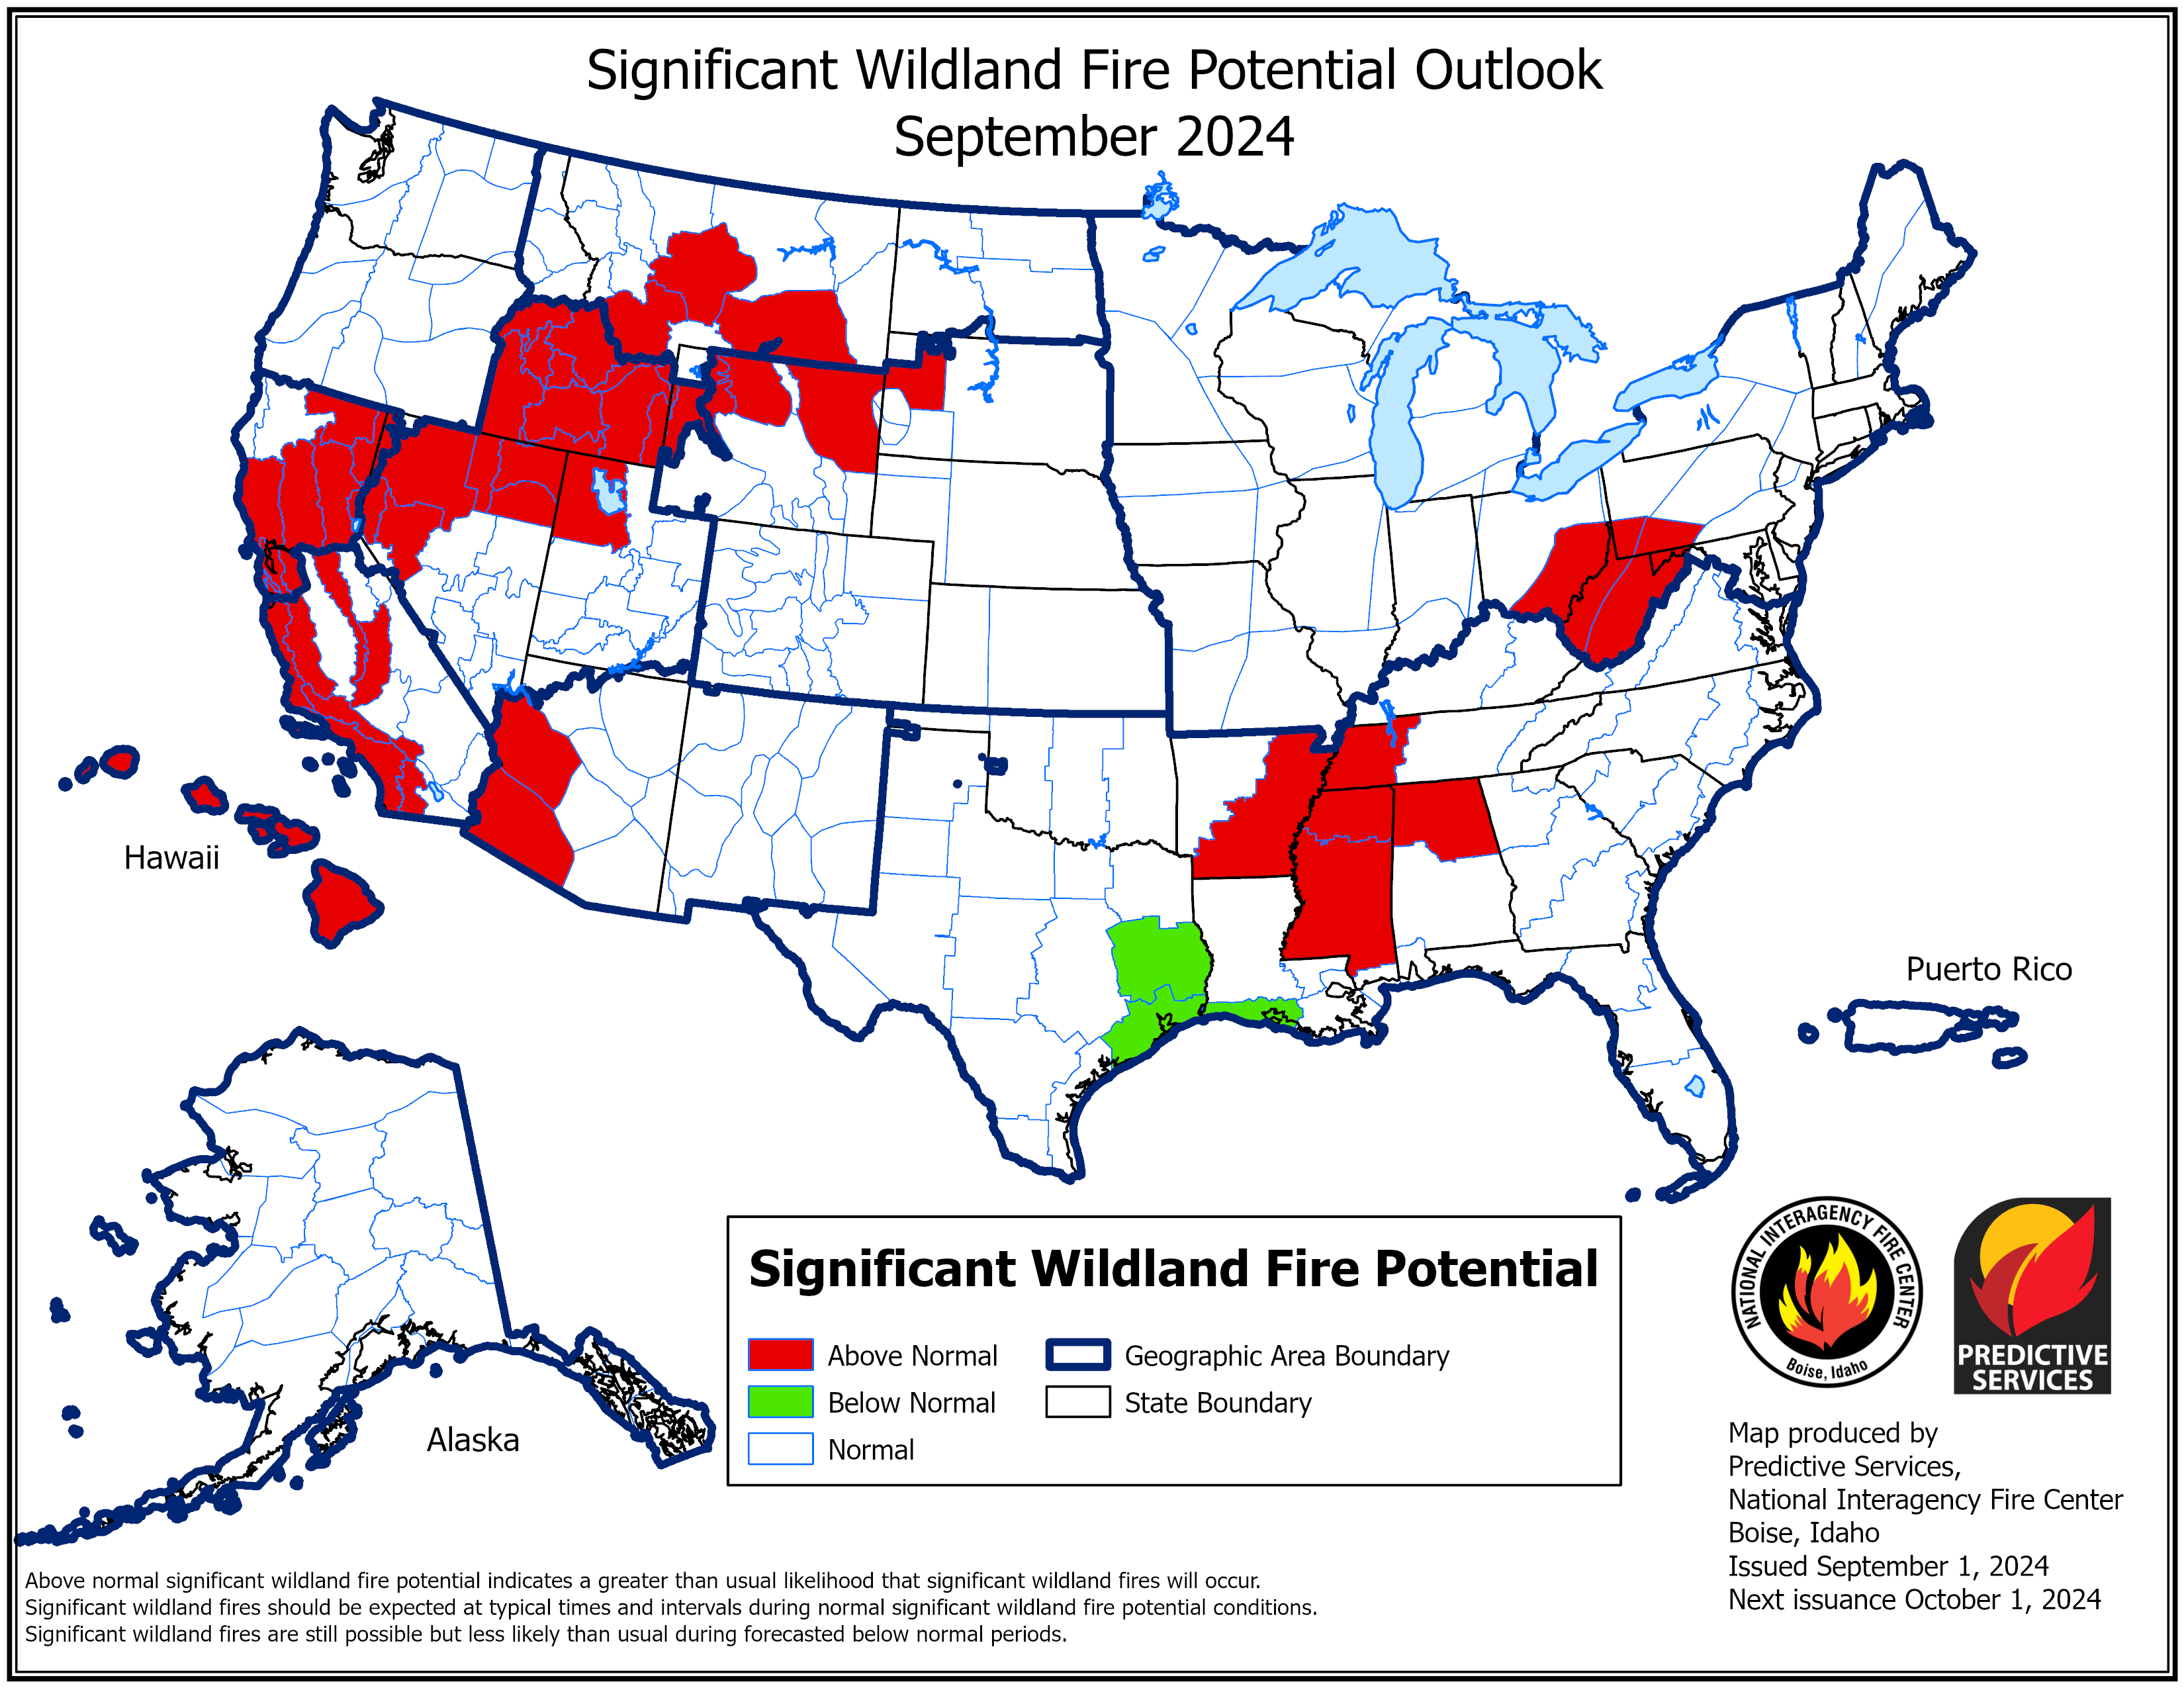 Significant Wildland Fire Potential Outlook
September 2024
Hawaii
Puerto Rico
Alaska
Significant Wildland Fire Potential
Above Normal
Below Normal
Normal
Geographic Area Boundary
State Boundary
NATIONAL INTERAGENCY FIRE CENTER
Boise, Idaho
PREDICTIVE
SERVICES
Map produced by
Predictive Services,
National Interagency Fire Center
Boise, Idaho
Issued September 1, 2024
Next issuance October 1, 2024
Above normal significant wildland fire potential indicates a greater than usual likelihood that significant wildland fires will occur.
Significant wildland fires should be expected at typical times and intervals during normal significant wildland fire potential conditions.
Significant wildland fires are still possible but less likely than usual during forecasted below normal periods.